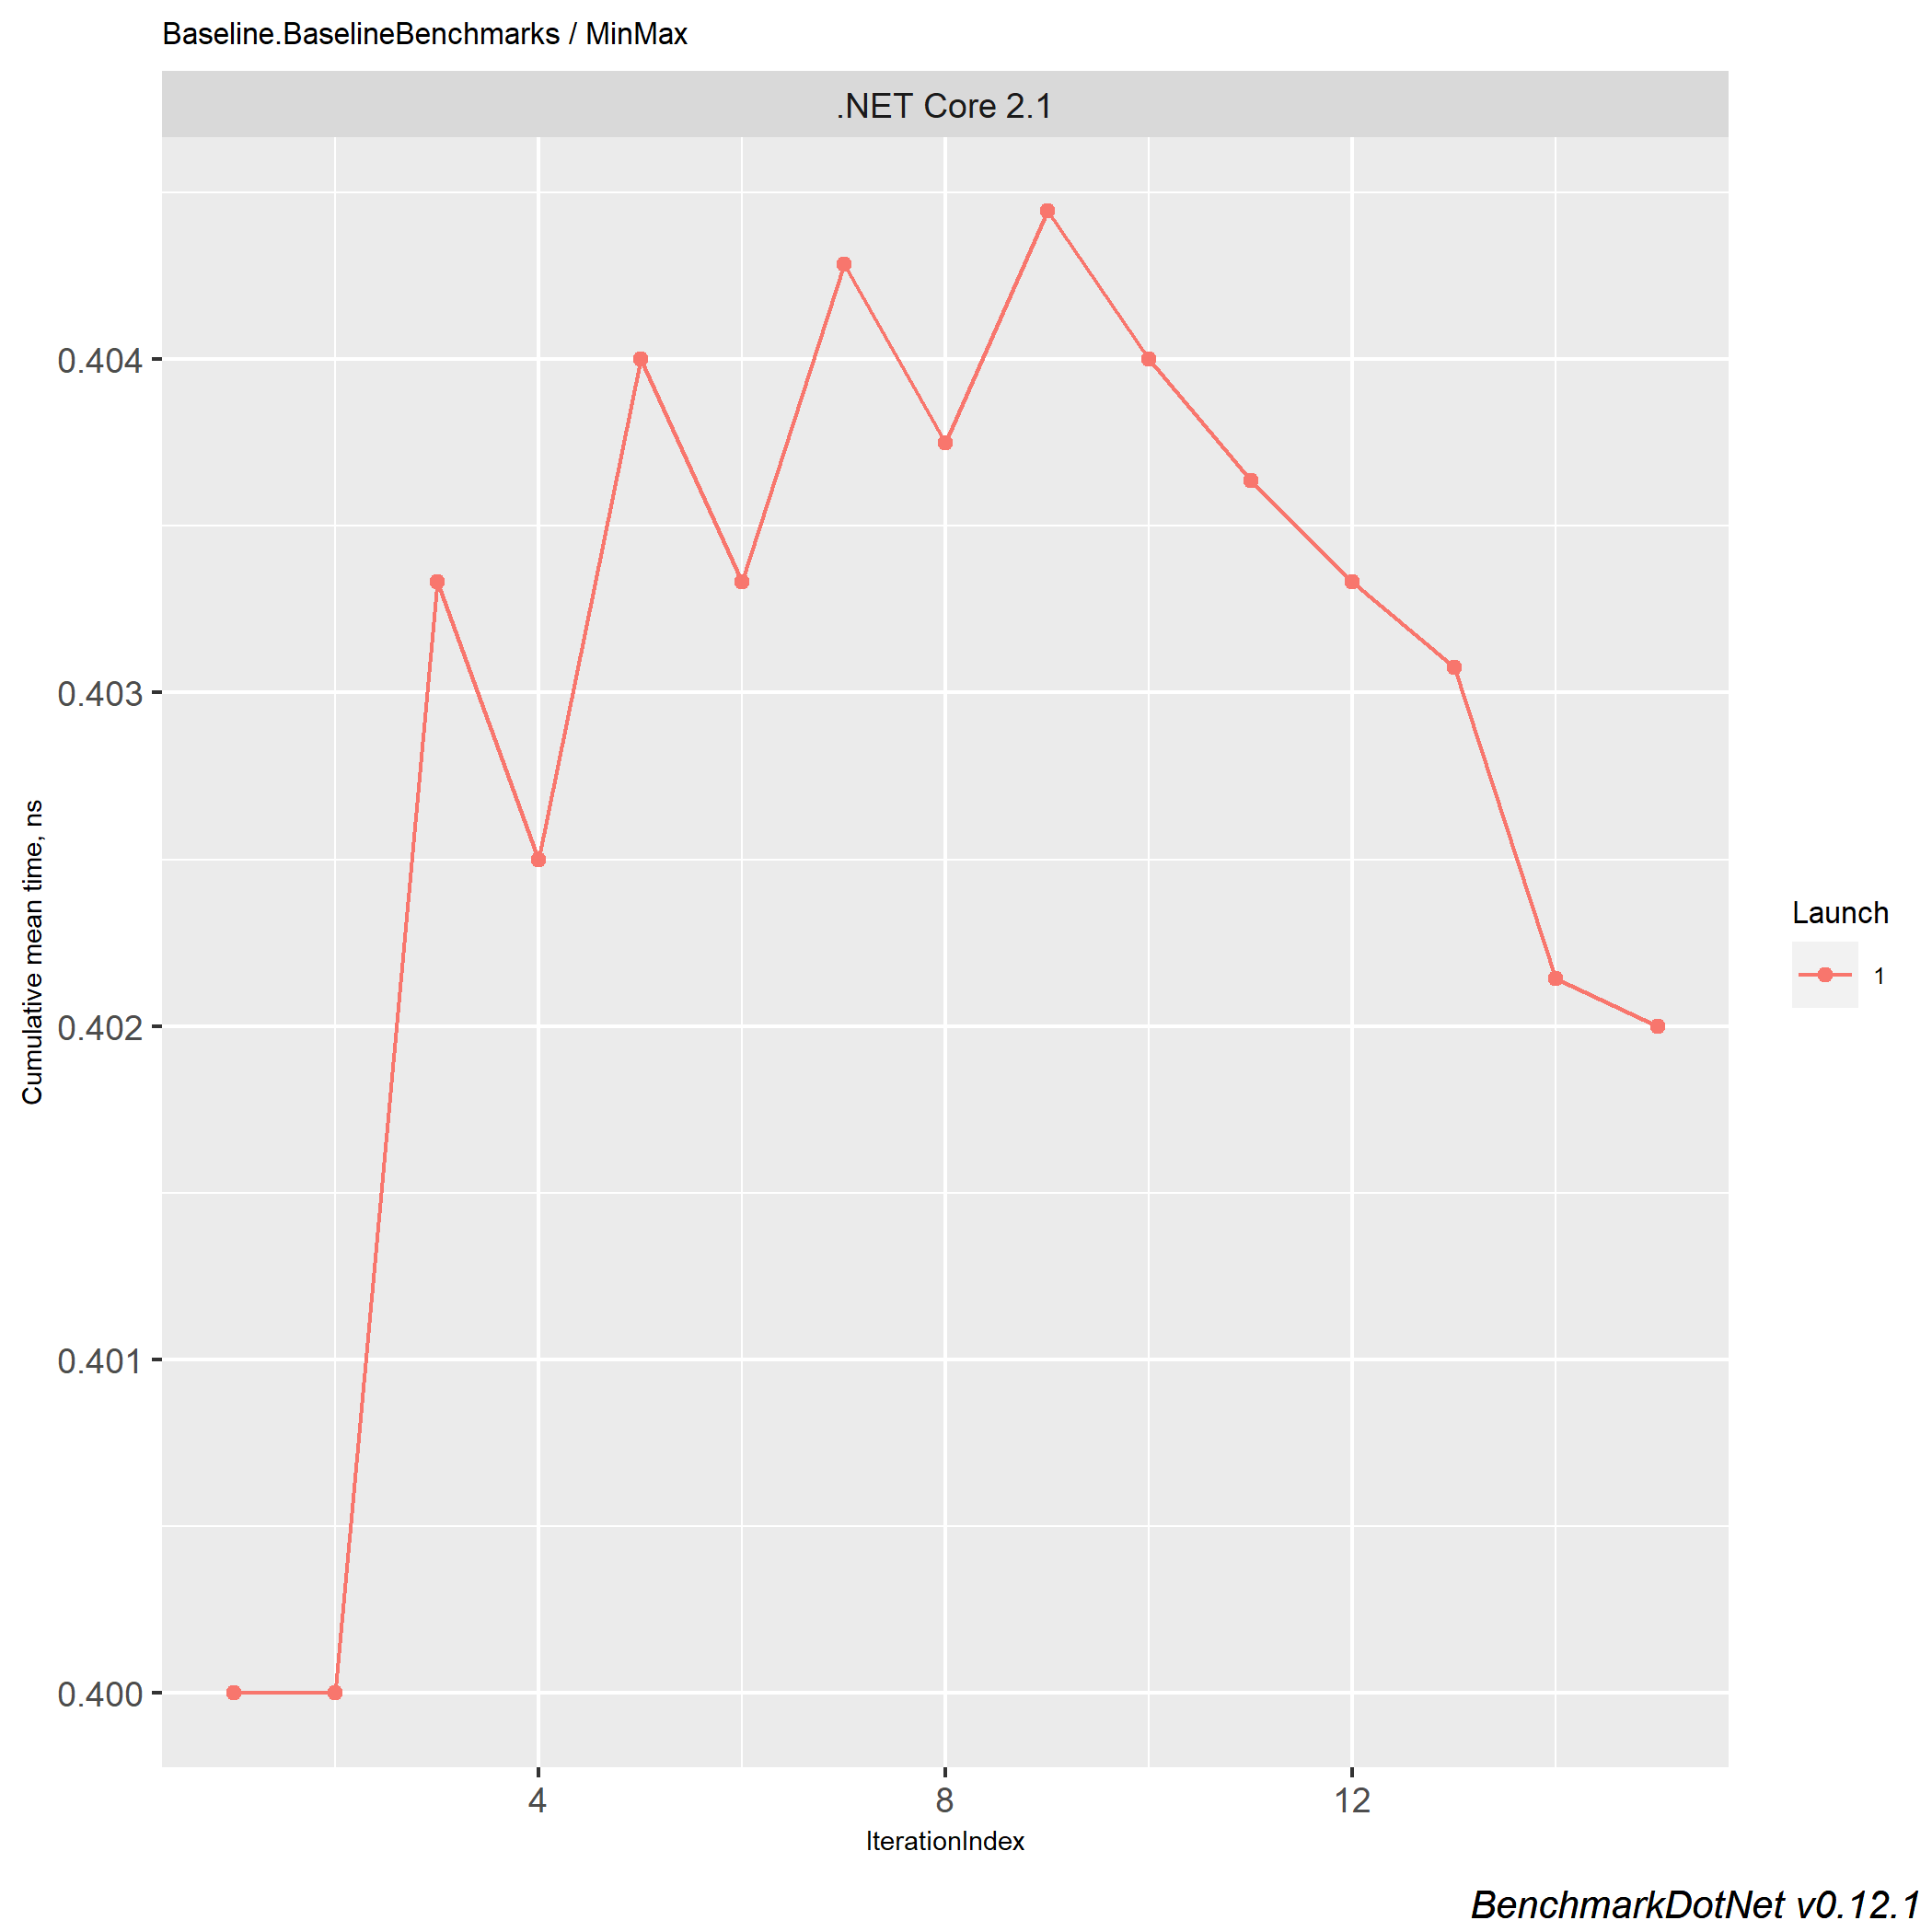 Baseline.BaselineBenchmarks / MinMax
.NET Core 2.1
0.404
0.403
0.402
0.401
0.400
Cumulative mean time, ns
4
8
12
IterationIndex
Launch
1
BenchmarkDotNet v0.12.1